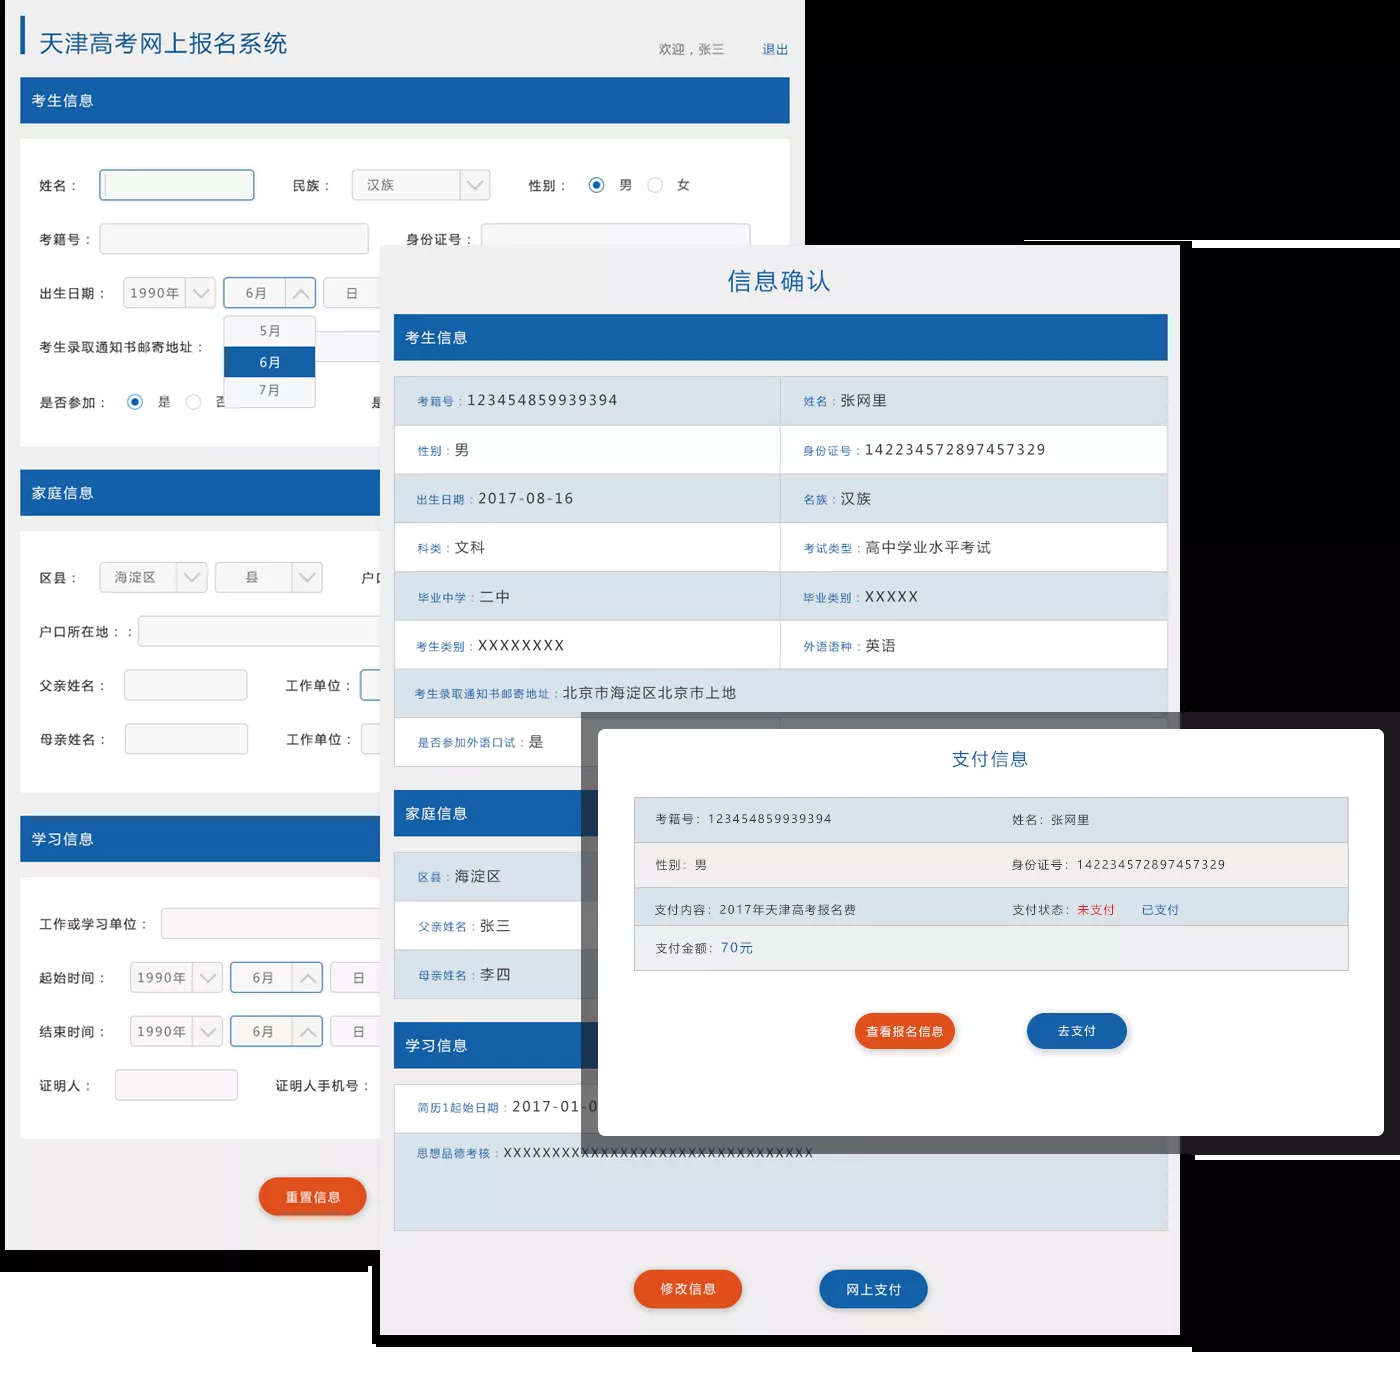 天津高考网上报名系统
欢迎，张三 退出
考生信息
姓名： 民族： 汉族 性别： 男 女
考籍号： 身份证号：
出生日期： 1990年 6月 日
5月
考生录取通知书邮寄地址：
6月
7月
是否参加： 是
家庭信息
区县： 海淀区 县
户口所在地：：
父亲姓名： 工作单位：
母亲姓名： 工作单位：
学习信息
工作或学习单位：
起始时间： 1990年 6月 日
结束时间： 1990年 6月 日
证明人： 证明人手机号：
重置信息
信息确认
考生信息
考籍号：123454859939394 姓名：张网里
性别：男 身份证号：142234572897457329
出生日期：2017-08-16 名族：汉族
科类：文科 考试类型：高中学业水平考试
毕业中学：二中 毕业类别：XXXXX
考生类别：XXXXXXXX 外语语种：英语
考生录取通知书邮寄地址：北京市海淀区北京市上地
是否参加外语口试：是
家庭信息
区县：海淀区
父亲姓名：张三
母亲姓名：李四
学习信息
简历1起始日期：2017-01-0
思想品德考核：XXXXXXXXXXXXXXXXXXXXXXXXXXXXXXXX
修改信息 网上支付
支付信息
考籍号：123454859939394 姓名：张网里
性别：男 身份证号：142234572897457329
支付内容：2017年天津高考报名费 支付状态：未支付 已支付
支付金额：70元
查看报名信息 去支付